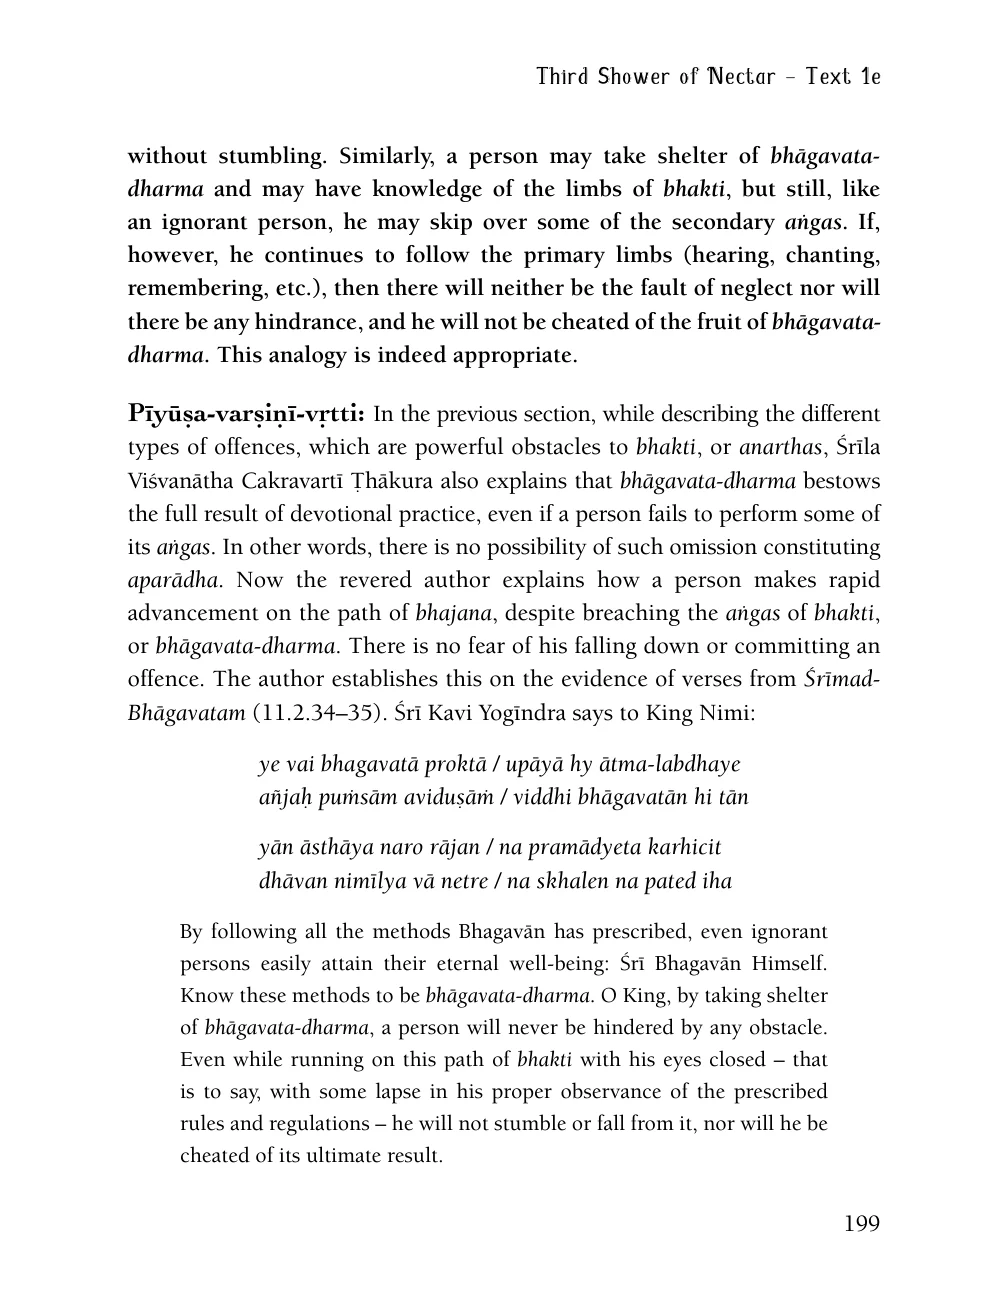 Third Shower of Nectar – Text 1e
without stumbling. Similarly, a person may take shelter of bhāgavata-
dharma and may have knowledge of the limbs of bhakti, but still, like
an ignorant person, he may skip over some of the secondary aṅgas. If,
however, he continues to follow the primary limbs (hearing, chanting,
remembering, etc.), then there will neither be the fault of neglect nor will
there be any hindrance, and he will not be cheated of the fruit of bhāgavata-
dharma. This analogy is indeed appropriate.
Pīyūṣa-varṣiṇī-vṛtti: In the previous section, while describing the different
types of offences, which are powerful obstacles to bhakti, or anarthas, Śrīla
Viśvanātha Cakravartī Ṭhākura also explains that bhāgavata-dharma bestows
the full result of devotional practice, even if a person fails to perform some of
its aṅgas. In other words, there is no possibility of such omission constituting
aparādha. Now the revered author explains how a person makes rapid
advancement on the path of bhajana, despite breaching the aṅgas of bhakti,
or bhāgavata-dharma. There is no fear of his falling down or committing an
offence. The author establishes this on the evidence of verses from Śrīmad-
Bhāgavatam (11.2.34–35). Śrī Kavi Yogīndra says to King Nimi:
ye vai bhagavatā proktā / upāyā hy ātma-labdhaye
añjaḥ puṁsām aviduṣāṁ / viddhi bhāgavatān hi tān
yān āsthāya naro rājan / na pramādyeta karhicit
dhāvan nimīlya vā netre / na skhalen na pated iha
By following all the methods Bhagavān has prescribed, even ignorant
persons easily attain their eternal well-being: Śrī Bhagavān Himself.
Know these methods to be bhāgavata-dharma. O King, by taking shelter
of bhāgavata-dharma, a person will never be hindered by any obstacle.
Even while running on this path of bhakti with his eyes closed – that
is to say, with some lapse in his proper observance of the prescribed
rules and regulations – he will not stumble or fall from it, nor will he be
cheated of its ultimate result.
199